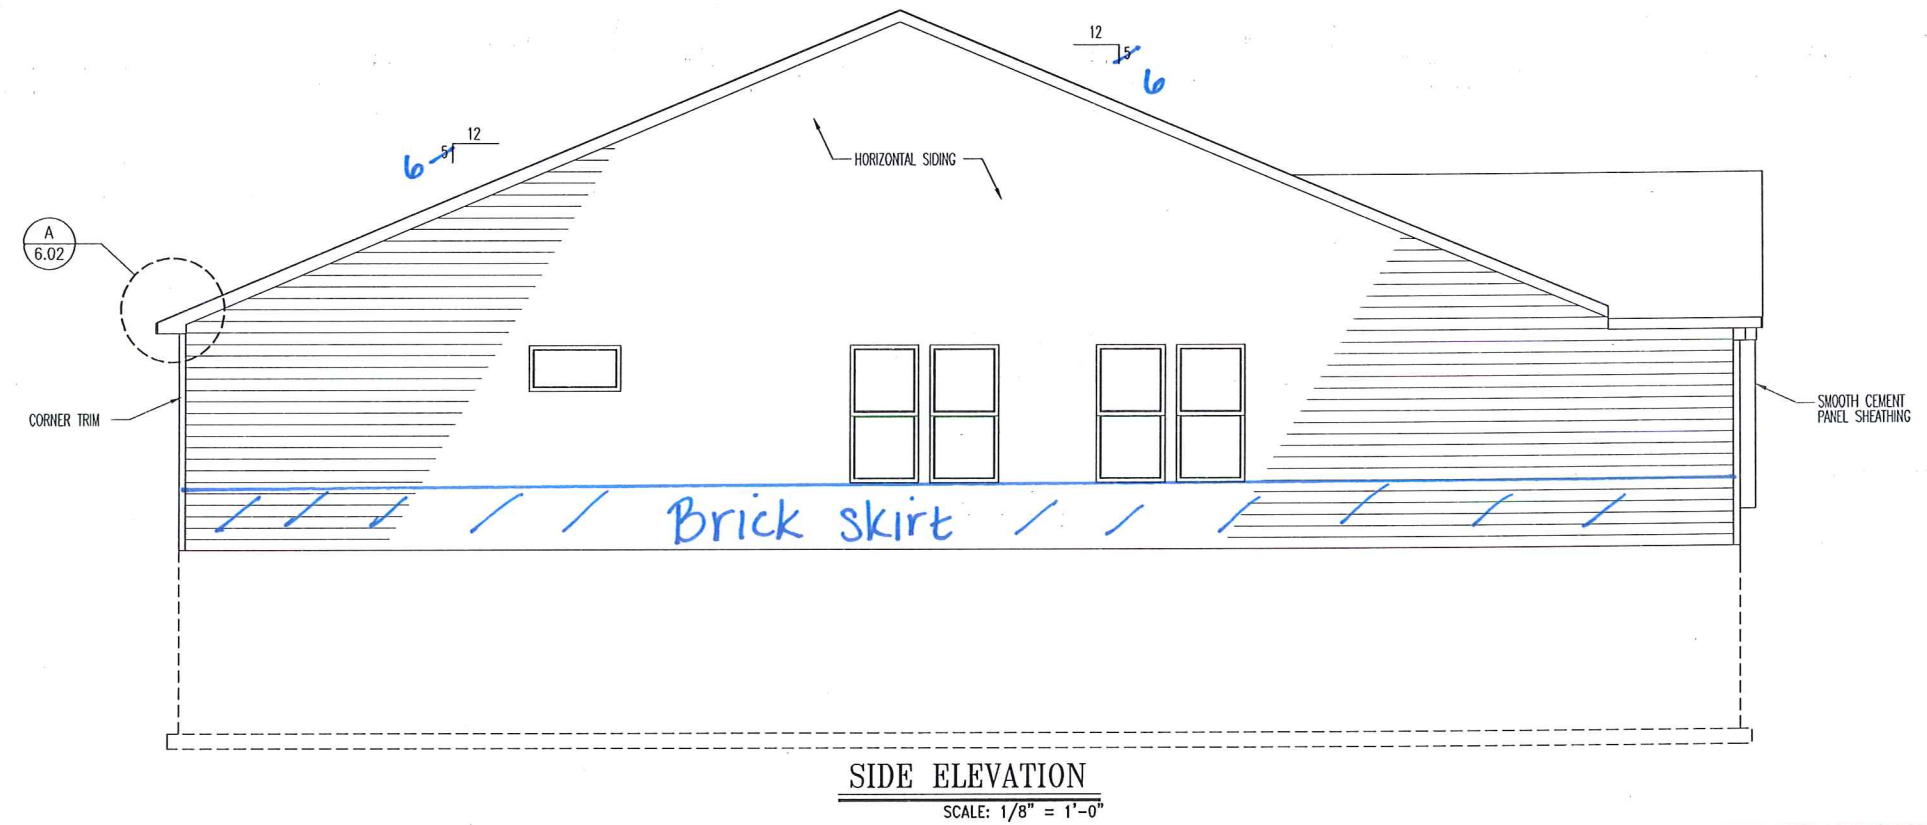 12
5
6
12
5
6
HORIZONTAL SIDING
A
6.02
CORNER TRIM
SMOOTH CEMENT
PANEL SHEATHING
Brick skirt
SIDE ELEVATION
SCALE: 1/8" = 1'-0"